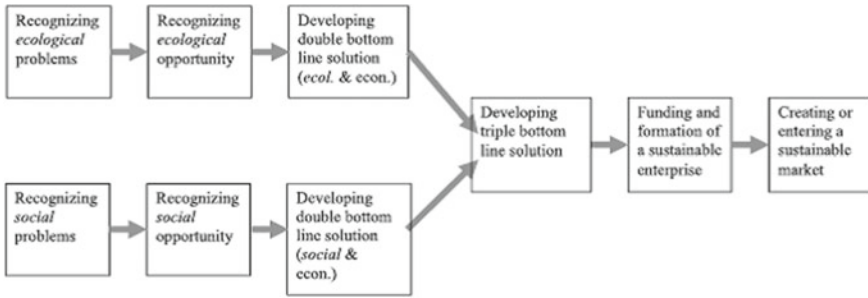 Recognizing
ecological
problems
Recognizing
ecological
opportunity
Developing
double bottom
line solution
(ecol. & econ.)
Developing
triple bottom
line solution
Funding and
formation of
a sustainable
enterprise
Creating or
entering a
sustainable
market
Recognizing
social
problems
Recognizing
social
opportunity
Developing
double bottom
line solution
(social &
econ.)